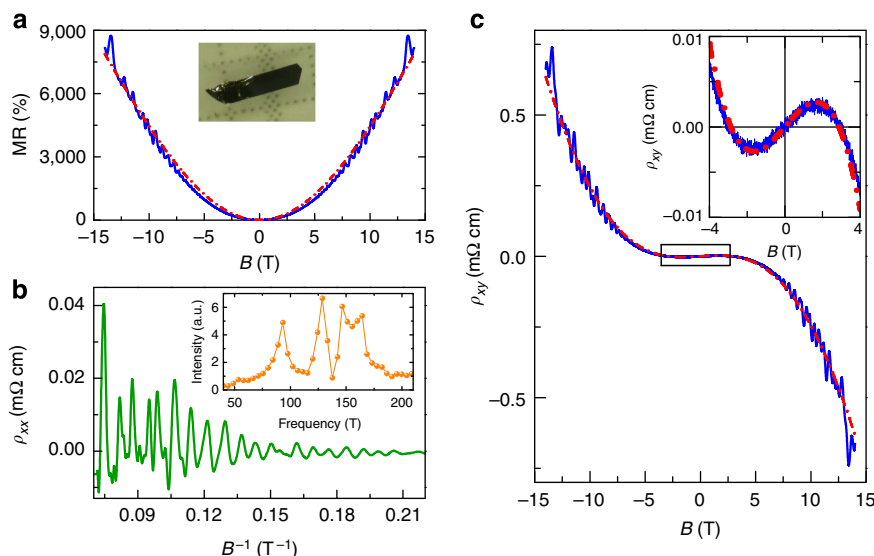 a
9,000
6,000
3,000
0
MR (%)
−15 −10 −5 0 5 10 15
B (T)
b
0.04
0.02
0.00
ρxx (mΩ cm)
0.09 0.12 0.15 0.18 0.21
B−1 (T−1)
6
4
2
0
Intensity (a.u.)
50 100 150 200
Frequency (T)
c
0.5
0.0
−0.5
ρxy (mΩ cm)
−15 −10 −5 0 5 10 15
B (T)
0.01
0.00
−0.01
ρxy (mΩ cm)
−4 0 4
B (T)